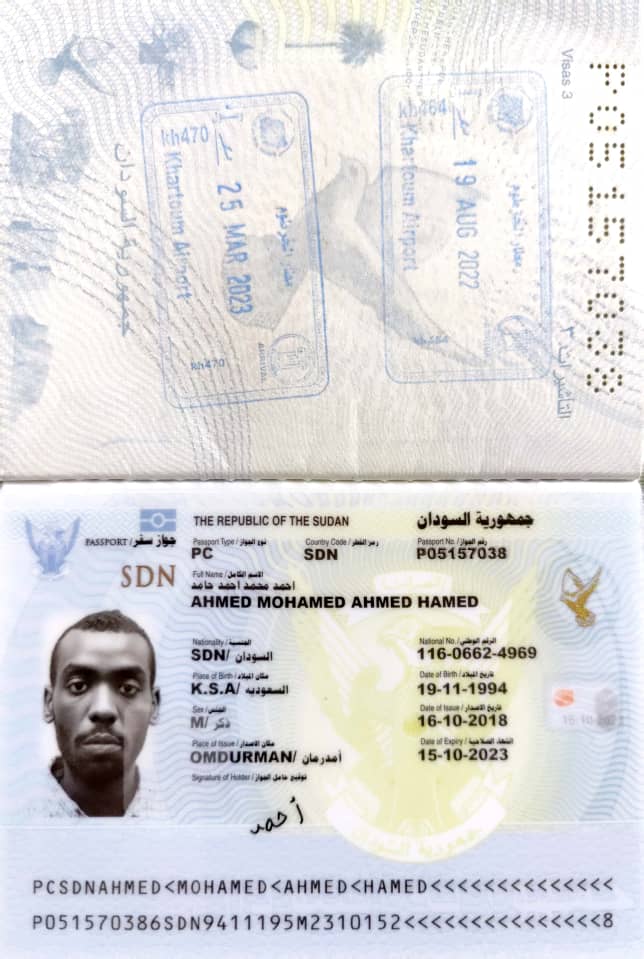 P05157038
Visas 3
التأشيرات ٣
جمهورية السودان
kh464
19 AUG 2022
مطار الخرطوم
Khartoum Airport
kh464
kh470
25 MAR 2023
مطار الخرطوم
Khartoum Airport
kh470
ARRIVAL
PASSPORT / جواز سفر
THE REPUBLIC OF THE SUDAN جمهورية السودان
Passport Type / نوع الجواز Country Code / رمز القطر Passport No. / رقم الجواز
PC SDN P05157038
SDN
Full Name / الاسم الكامل
احمد محمد احمد حامد
AHMED MOHAMED AHMED HAMED
Nationality / الجنسية National No. / الرقم الوطني
SDN/ السودان 116-0662-4969
Place of Birth / مكان الميلاد Date of Birth / تاريخ الميلاد
K.S.A/ السعوديه 19-11-1994
Sex / الجنس Date of Issue / تاريخ الاصدار
M/ ذكر 16-10-2018
Place of Issue / مكان الاصدار Date of Expiry / انتهاء الصلاحية
OMDURMAN/ أمدرمان 15-10-2023
Signature of Holder / توقيع حامل الجواز
أحمد
جمهورية السودان
PCSDNAHMED<MOHAMED<AHMED<HAMED<<<<<<<<<<<<<<
P051570386SDN9411195M2310152<<<<<<<<<<<<<<<8